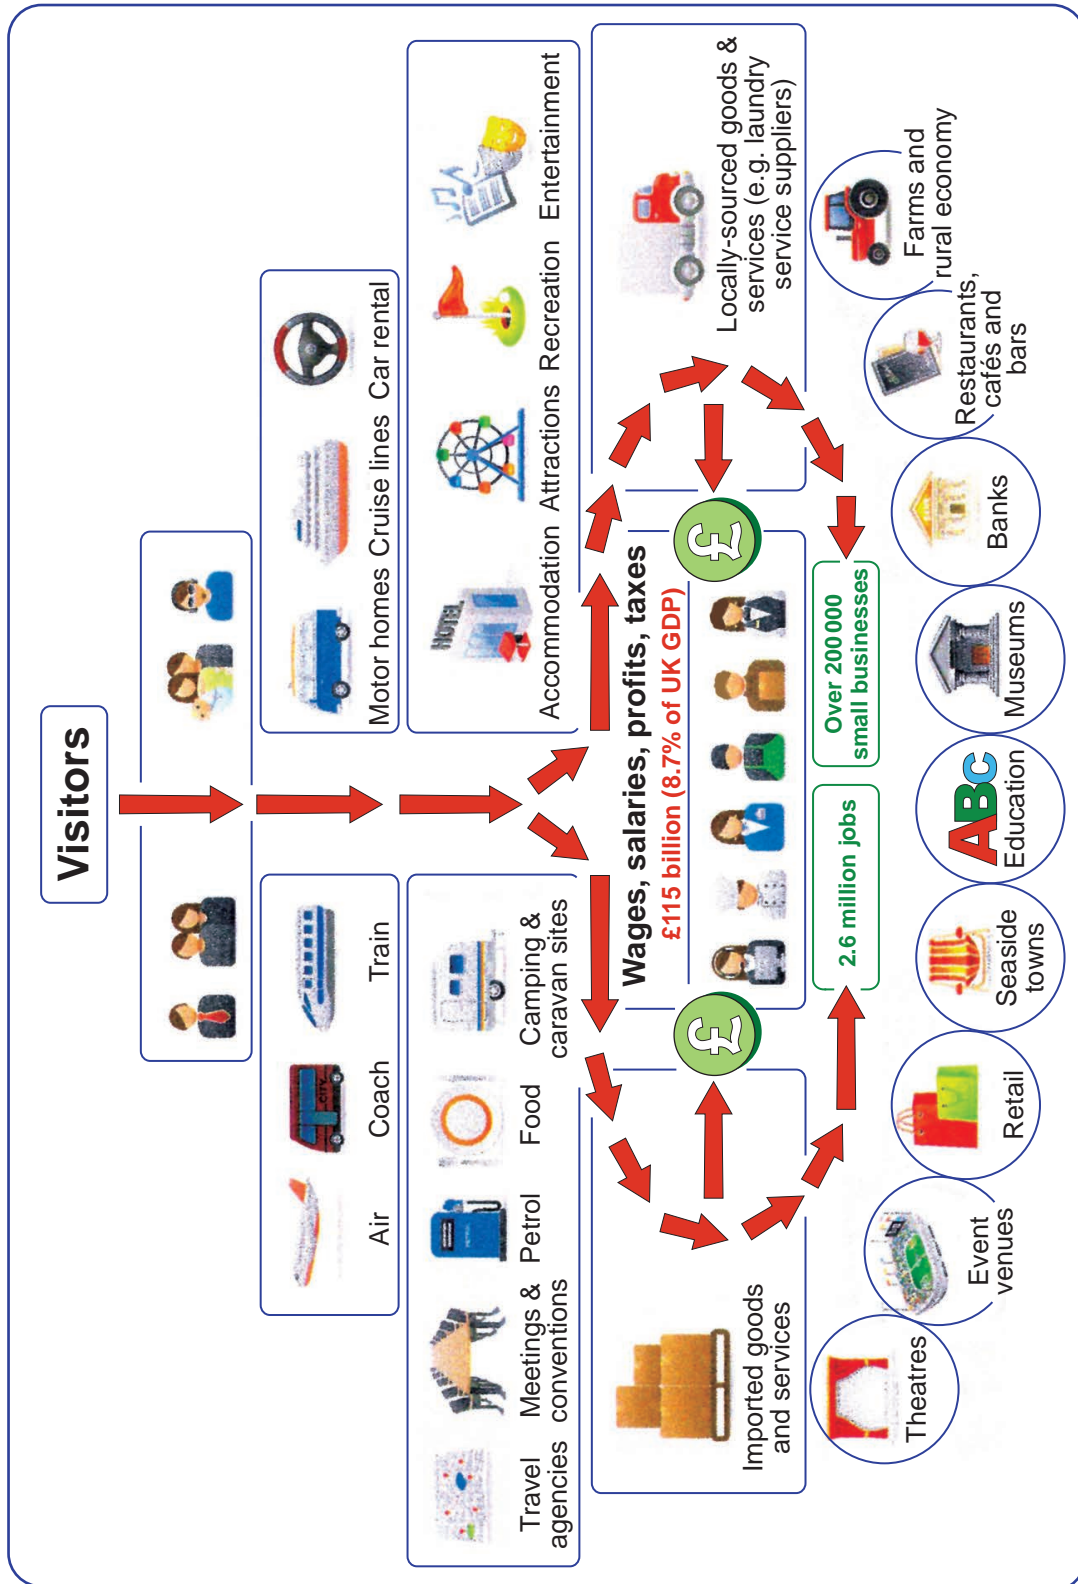 Visitors
Air
Coach
Train
Motor homes
Cruise lines
Car rental
Travel
agencies
Meetings &
conventions
Petrol
Food
Camping &
caravan sites
HOTEL
Accommodation
Attractions
Recreation
Entertainment
Imported goods
and services
Wages, salaries, profits, taxes
£115 billion (8.7% of UK GDP)
£
£
Locally-sourced goods &
services (e.g. laundry
service suppliers)
2.6 million jobs
Over 200 000
small businesses
Theatres
Event
venues
Retail
Seaside
towns
ABC
Education
Museums
Banks
Restaurants,
cafés and
bars
Farms and
rural economy